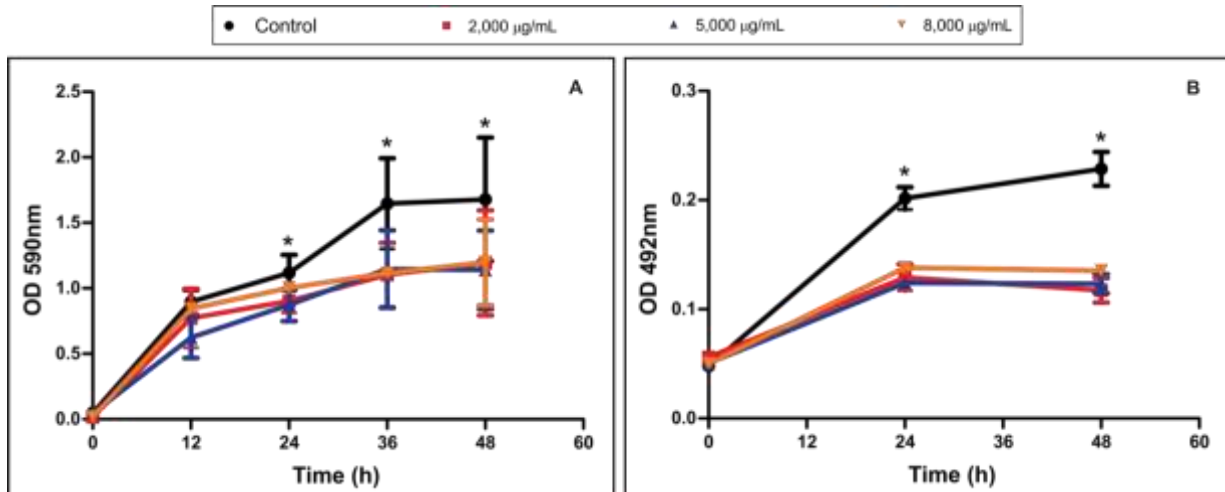 Control 2,000 µg/mL 5,000 µg/mL 8,000 µg/mL
A
2.5
2.0
1.5
1.0
0.5
0.0
OD 590nm
* * * *
0 12 24 36 48 60
Time (h)
B
0.3
0.2
0.1
0.0
OD 492nm
* *
0 12 24 36 48 60
Time (h)